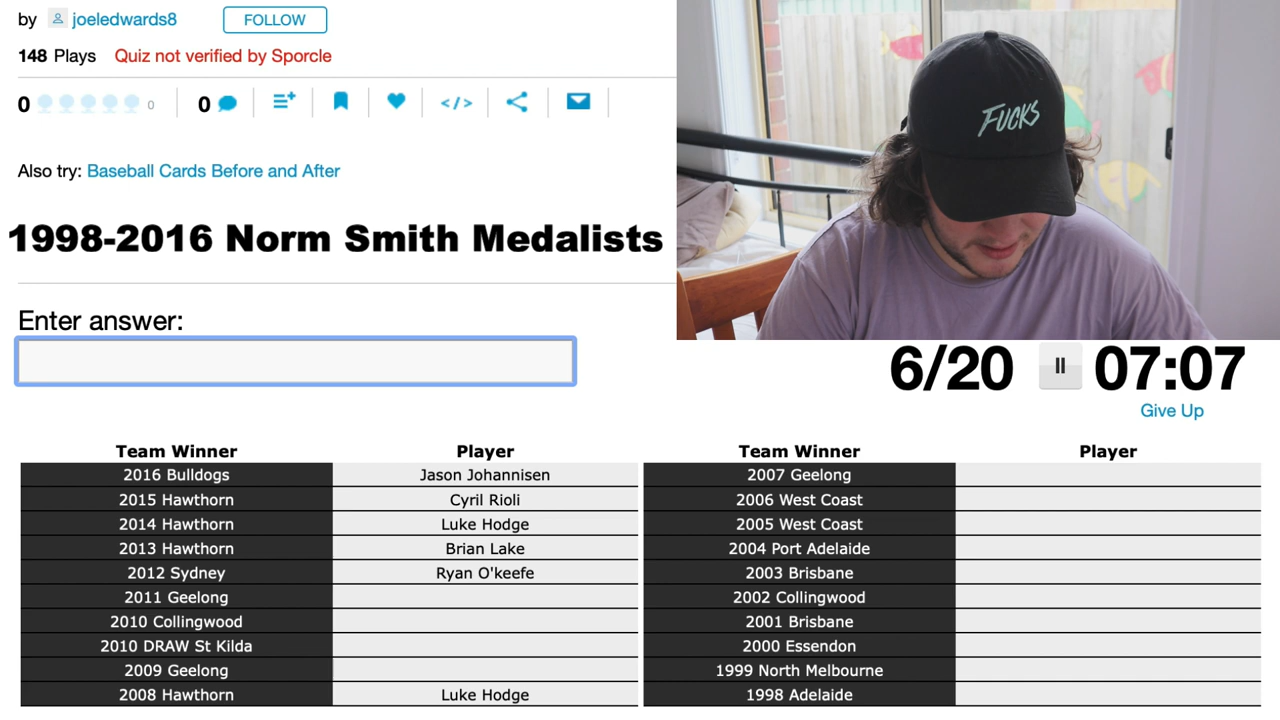 by joeledwards8 FOLLOW
148 Plays Quiz not verified by Sporcle
0 0 0 </>
Also try: Baseball Cards Before and After
1998-2016 Norm Smith Medalists
Enter answer:
FUCKS
6/20 07:07
Give Up
Team Winner Player
2016 Bulldogs Jason Johannisen
2015 Hawthorn Cyril Rioli
2014 Hawthorn Luke Hodge
2013 Hawthorn Brian Lake
2012 Sydney Ryan O'keefe
2011 Geelong
2010 Collingwood
2010 DRAW St Kilda
2009 Geelong
2008 Hawthorn Luke Hodge
Team Winner Player
2007 Geelong
2006 West Coast
2005 West Coast
2004 Port Adelaide
2003 Brisbane
2002 Collingwood
2001 Brisbane
2000 Essendon
1999 North Melbourne
1998 Adelaide